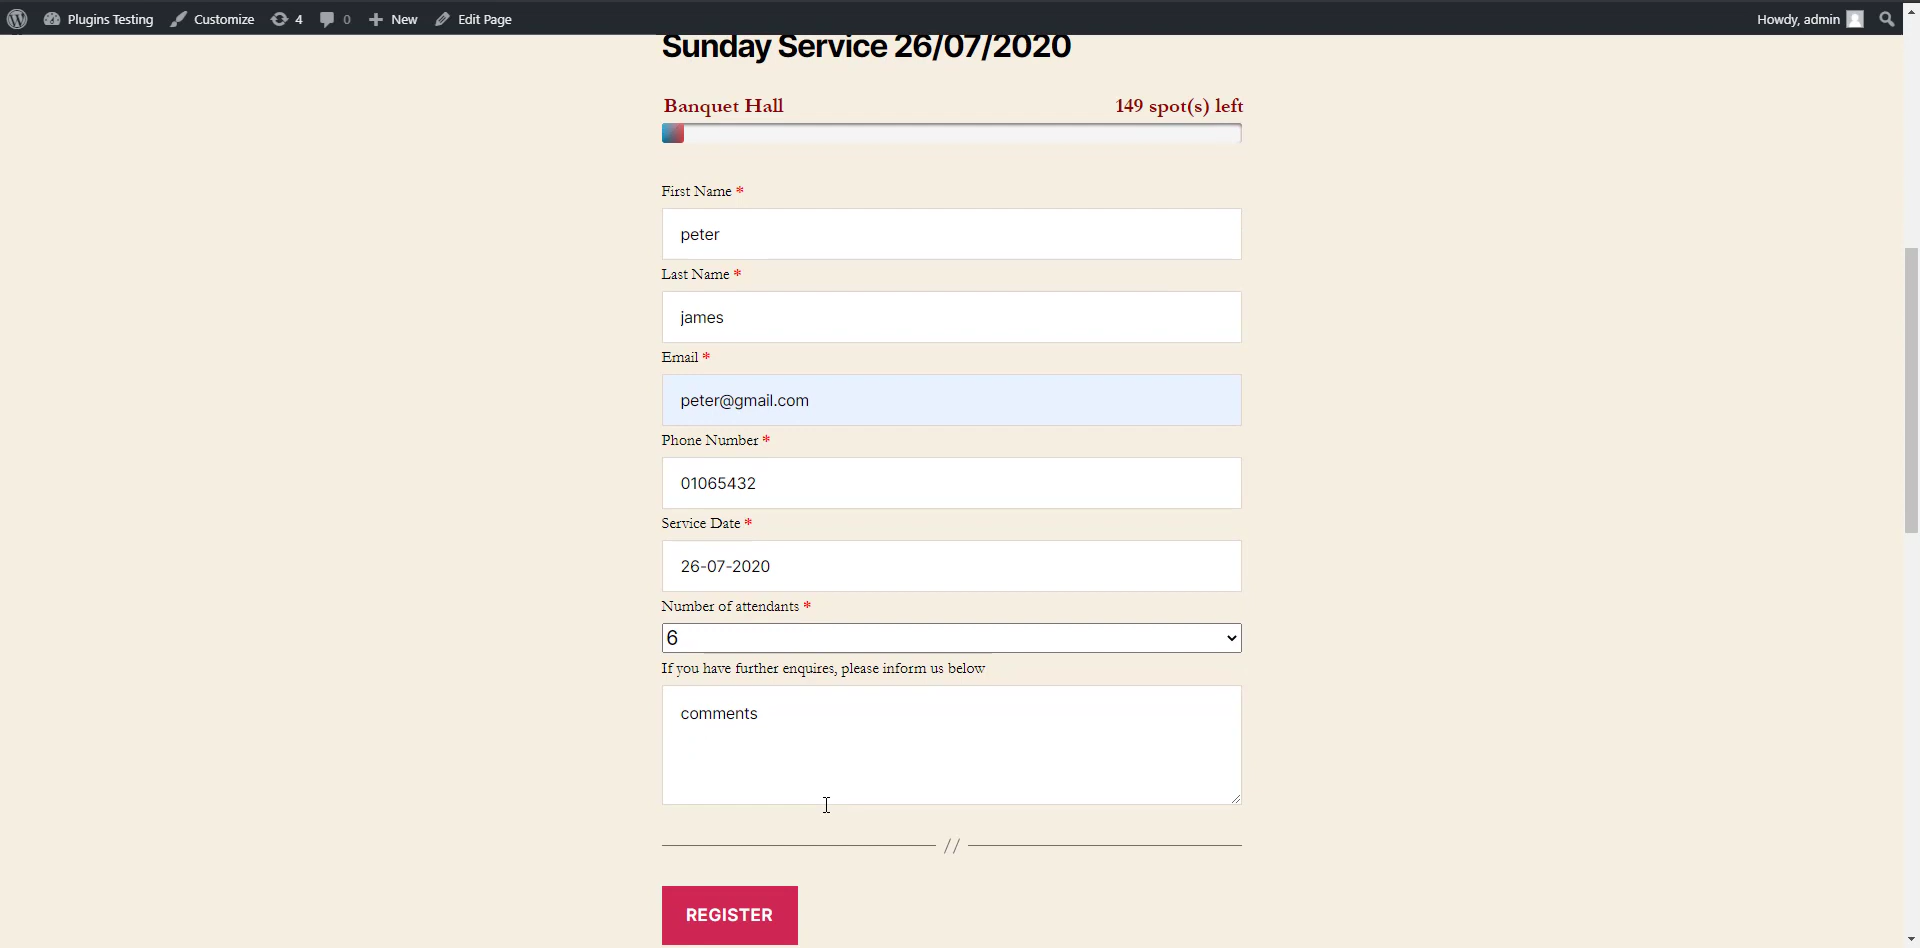 Plugins Testing Customize 4 0 New Edit Page Howdy, admin
Sunday Service 26/07/2020
Banquet Hall 149 spot(s) left
First Name *
peter
Last Name *
james
Email *
peter@gmail.com
Phone Number *
01065432
Service Date *
26-07-2020
Number of attendants *
6
If you have further enquires, please inform us below
comments
//
REGISTER